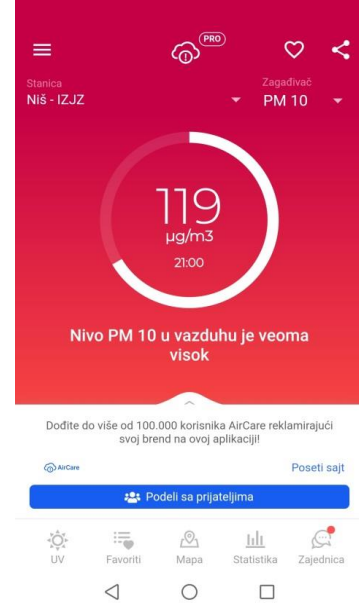 PRO
Stanica
Niš - IZJZ
Zagađivač
PM 10
119
µg/m3
21:00
Nivo PM 10 u vazduhu je veoma
visok
Dođite do više od 100.000 korisnika AirCare reklamirajući
svoj brend na ovoj aplikaciji!
AirCare
Poseti sajt
Podeli sa prijateljima
UV
Favoriti
Mapa
Statistika
Zajednica